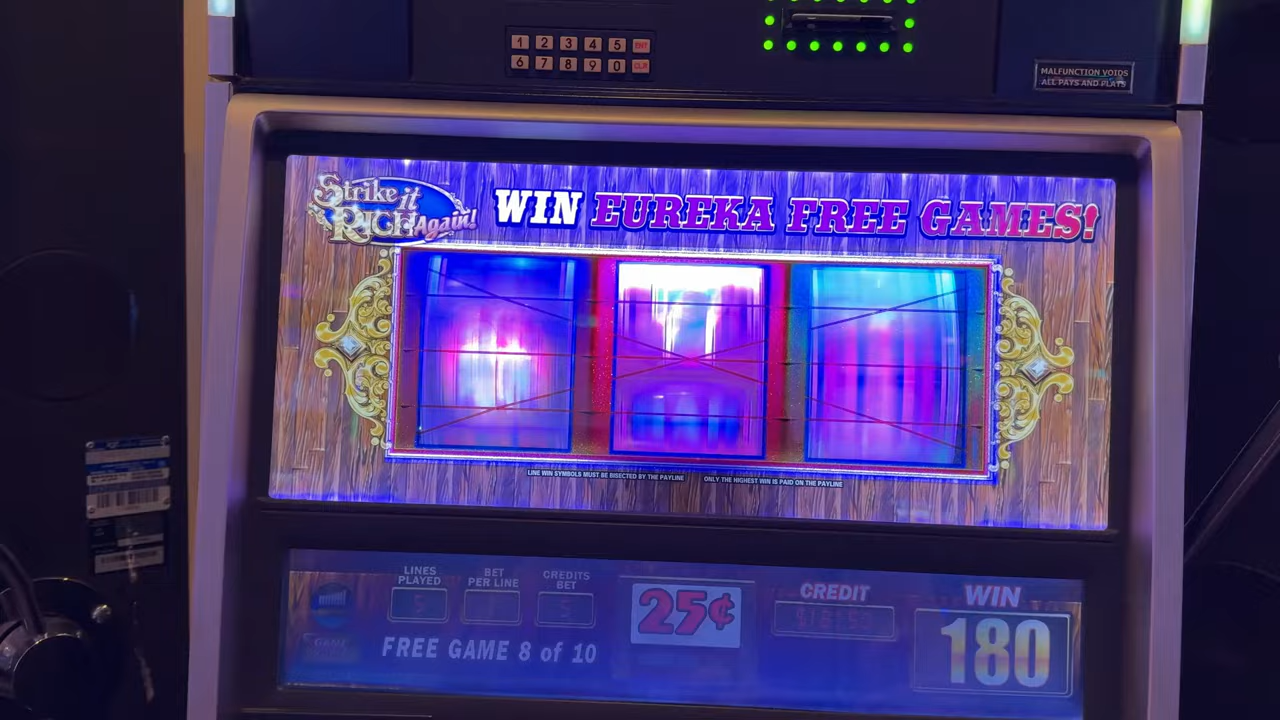 1 2 3 4 5 ENT
6 7 8 9 0 CLR
MALFUNCTION VOIDS
ALL PAYS AND PLAYS
Strike it
RICH Again!
WIN EUREKA FREE GAMES!
LINE WIN SYMBOLS MUST BE BISECTED BY THE PAYLINE ONLY THE HIGHEST WIN IS PAID ON THE PAYLINE
LINES
PLAYED
BET
PER LINE
CREDITS
BET
5
5
25¢
CREDIT
WIN
180
FREE GAME 8 of 10